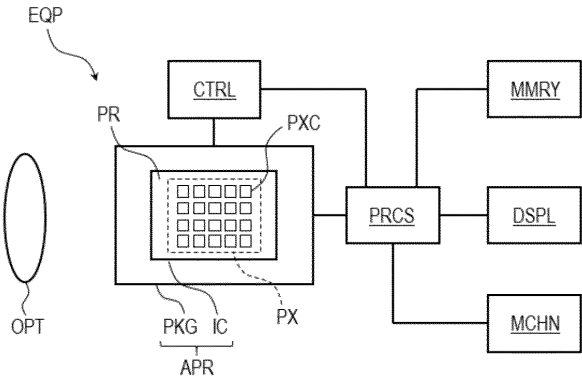 EQP
CTRL
MMRY
PR
PXC
PRCS
DSPL
OPT
PKG
IC
PX
MCHN
APR